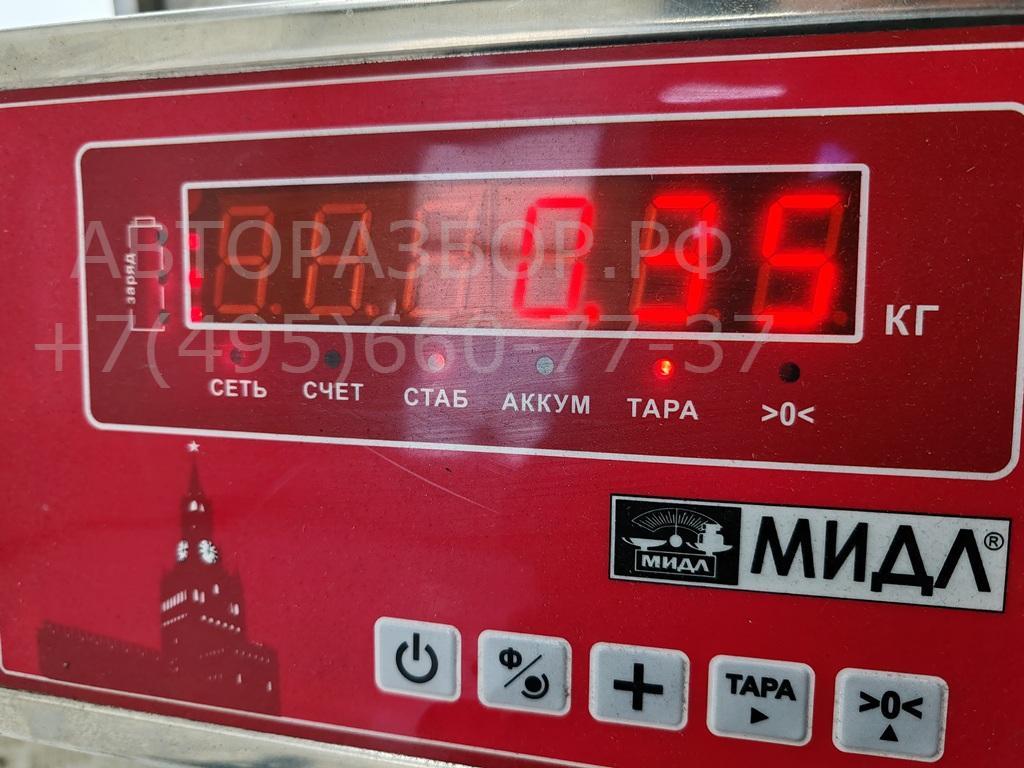 АВТОРАЗБОР.РФ
+7(495)660-77-37
заряд
0.35
КГ
СЕТЬ СЧЕТ СТАБ АККУМ ТАРА >0<
МИДЛ МИДЛ®
Ф ТАРА >0<